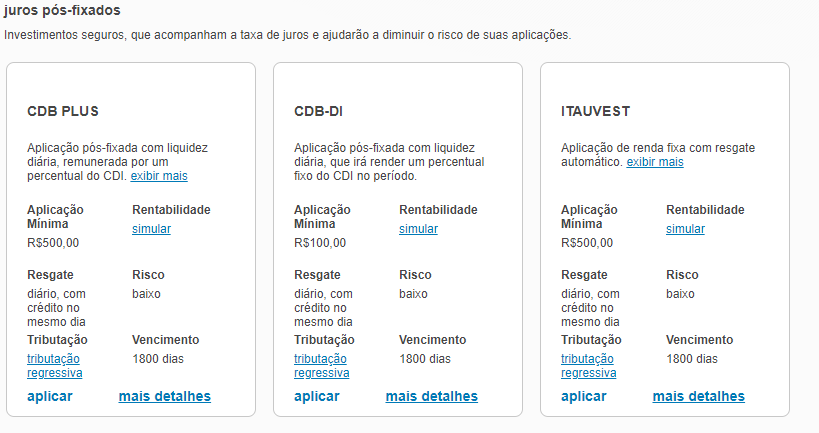 juros pós-fixados
Investimentos seguros, que acompanham a taxa de juros e ajudarão a diminuir o risco de suas aplicações.
CDB PLUS
Aplicação pós-fixada com liquidez
diária, remunerada por um
percentual do CDI. exibir mais
Aplicação
Mínima
R$500,00
Rentabilidade
simular
Resgate
diário, com
crédito no
mesmo dia
Risco
baixo
Tributação
tributação
regressiva
Vencimento
1800 dias
aplicar
mais detalhes
CDB-DI
Aplicação pós-fixada com liquidez
diária, que irá render um percentual
fixo do CDI no período.
Aplicação
Mínima
R$100,00
Rentabilidade
simular
Resgate
diário, com
crédito no
mesmo dia
Risco
baixo
Tributação
tributação
regressiva
Vencimento
1800 dias
aplicar
mais detalhes
ITAUVEST
Aplicação de renda fixa com resgate
automático. exibir mais
Aplicação
Mínima
R$500,00
Rentabilidade
simular
Resgate
diário, com
crédito no
mesmo dia
Risco
baixo
Tributação
tributação
regressiva
Vencimento
1800 dias
aplicar
mais detalhes